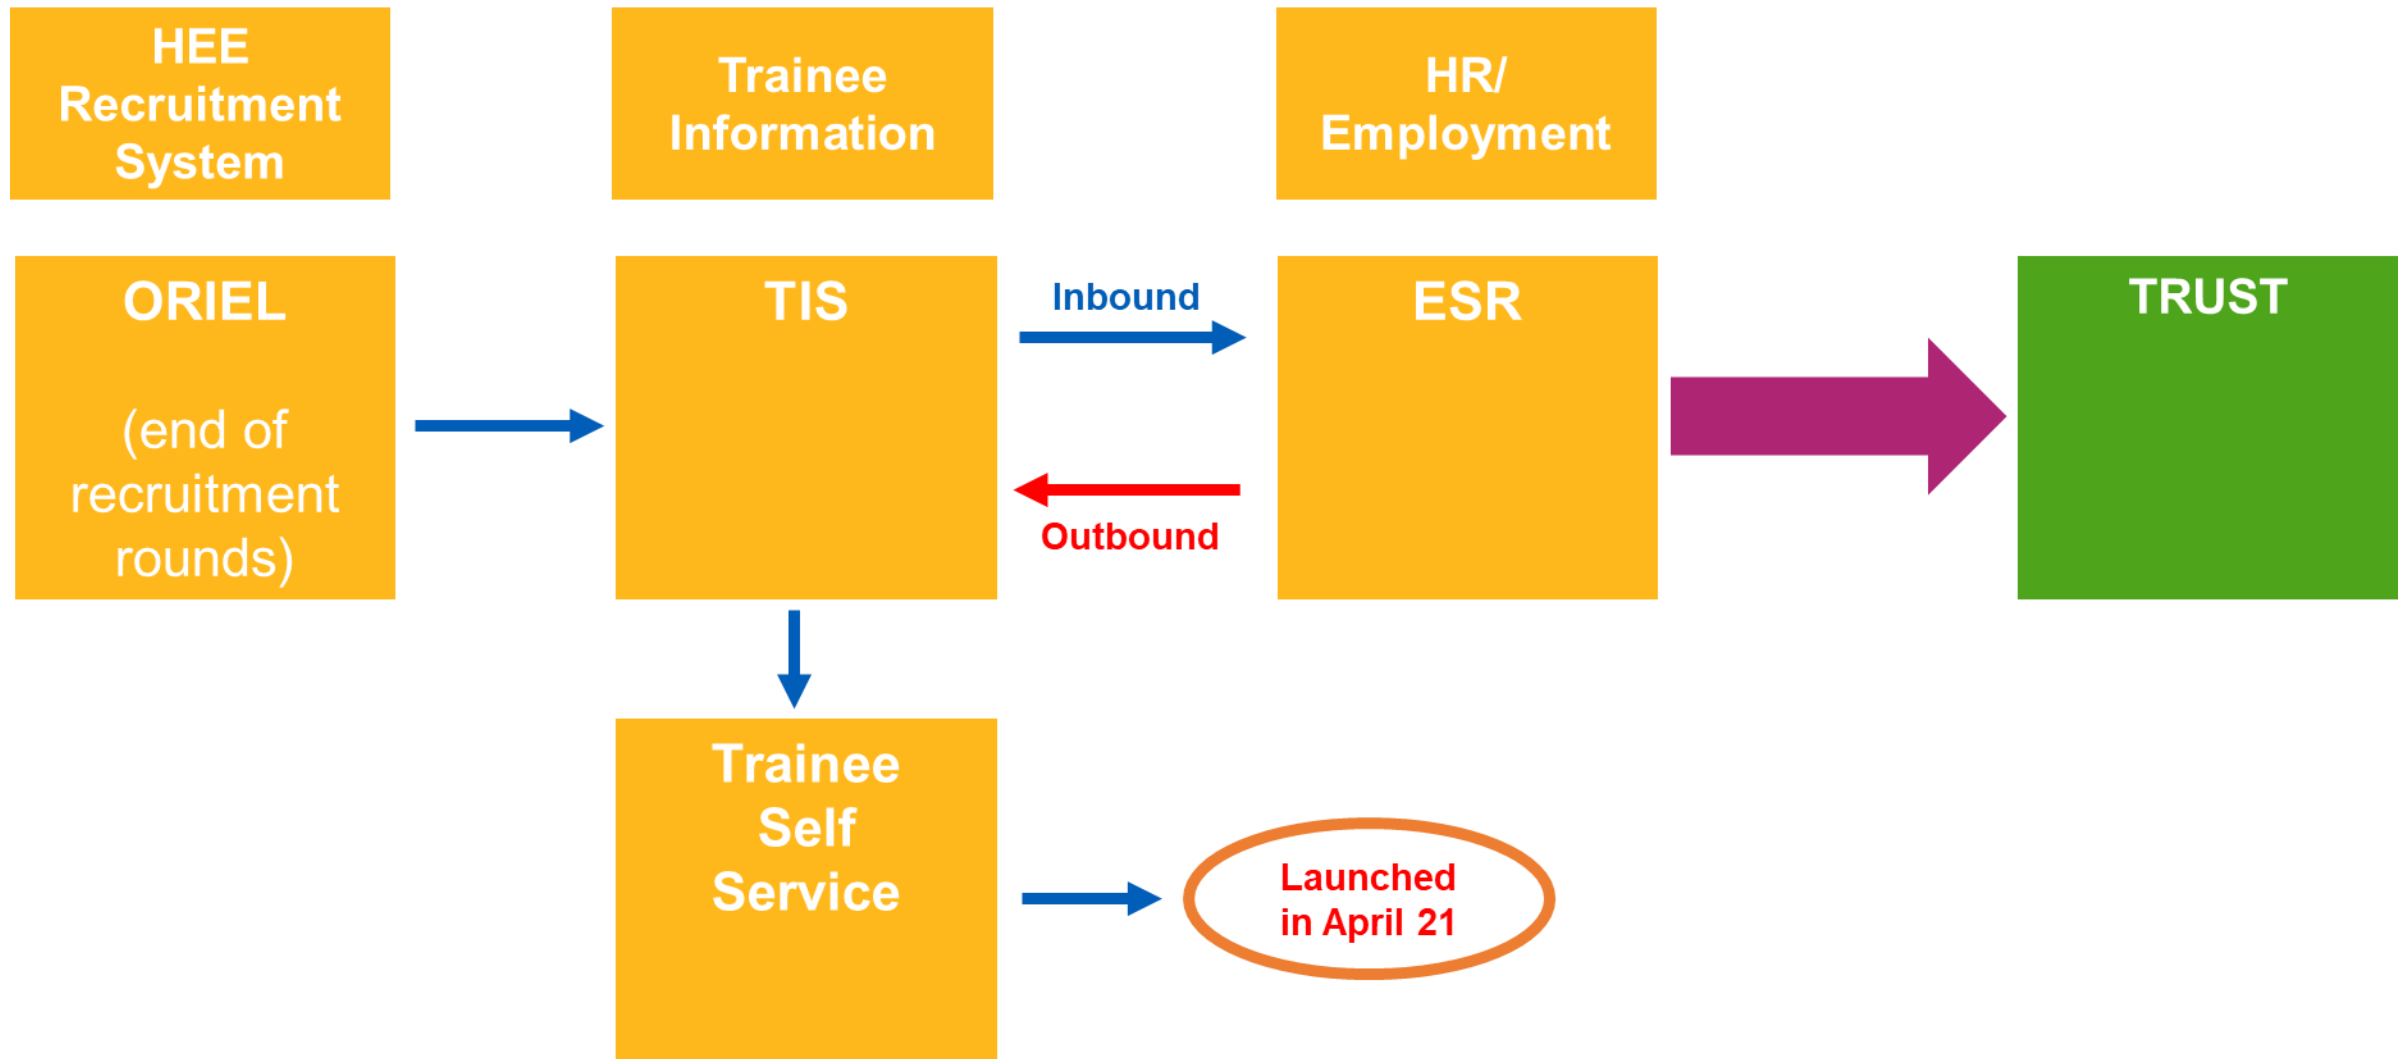 HEE
Recruitment
System
Trainee
Information
HR/
Employment
ORIEL
(end of
recruitment
rounds)
TIS
Inbound
Outbound
ESR
TRUST
Trainee
Self
Service
Launched
in April 21